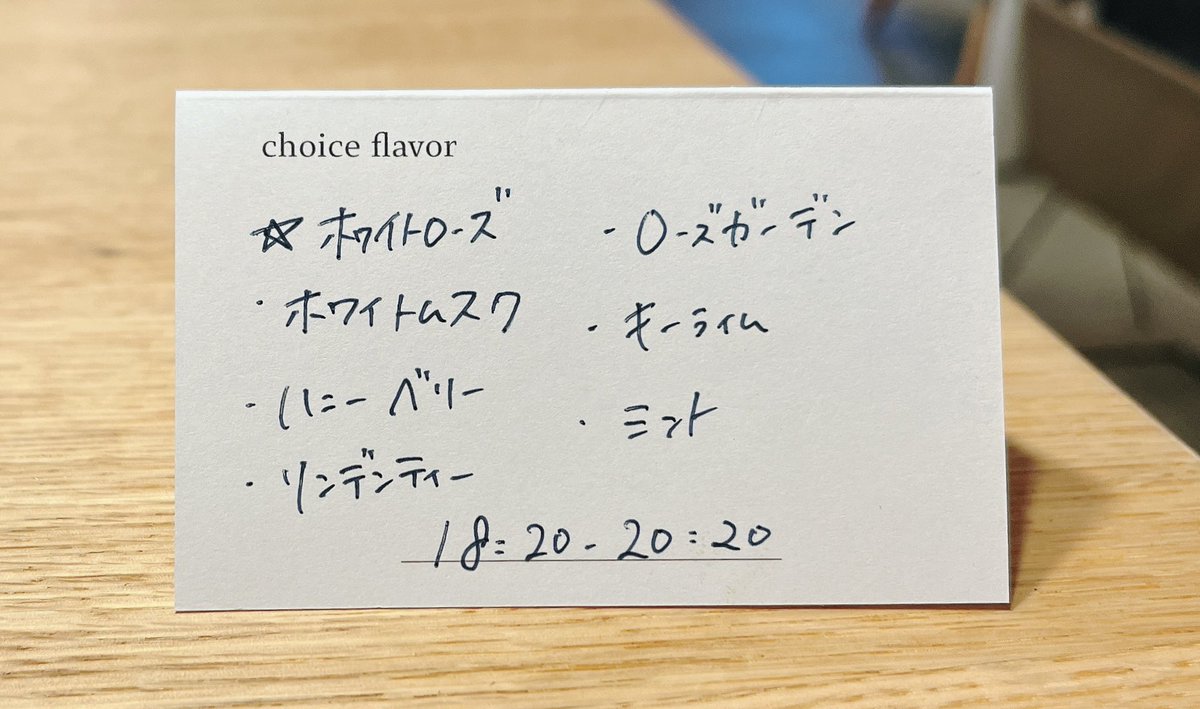 choice flavor
☆ ホワイトローズ
・ホワイトムスク
・ハニーベリー
・リンデンティー
・ローズガーデン
・キーライム
・ミント
18:20 - 20:20